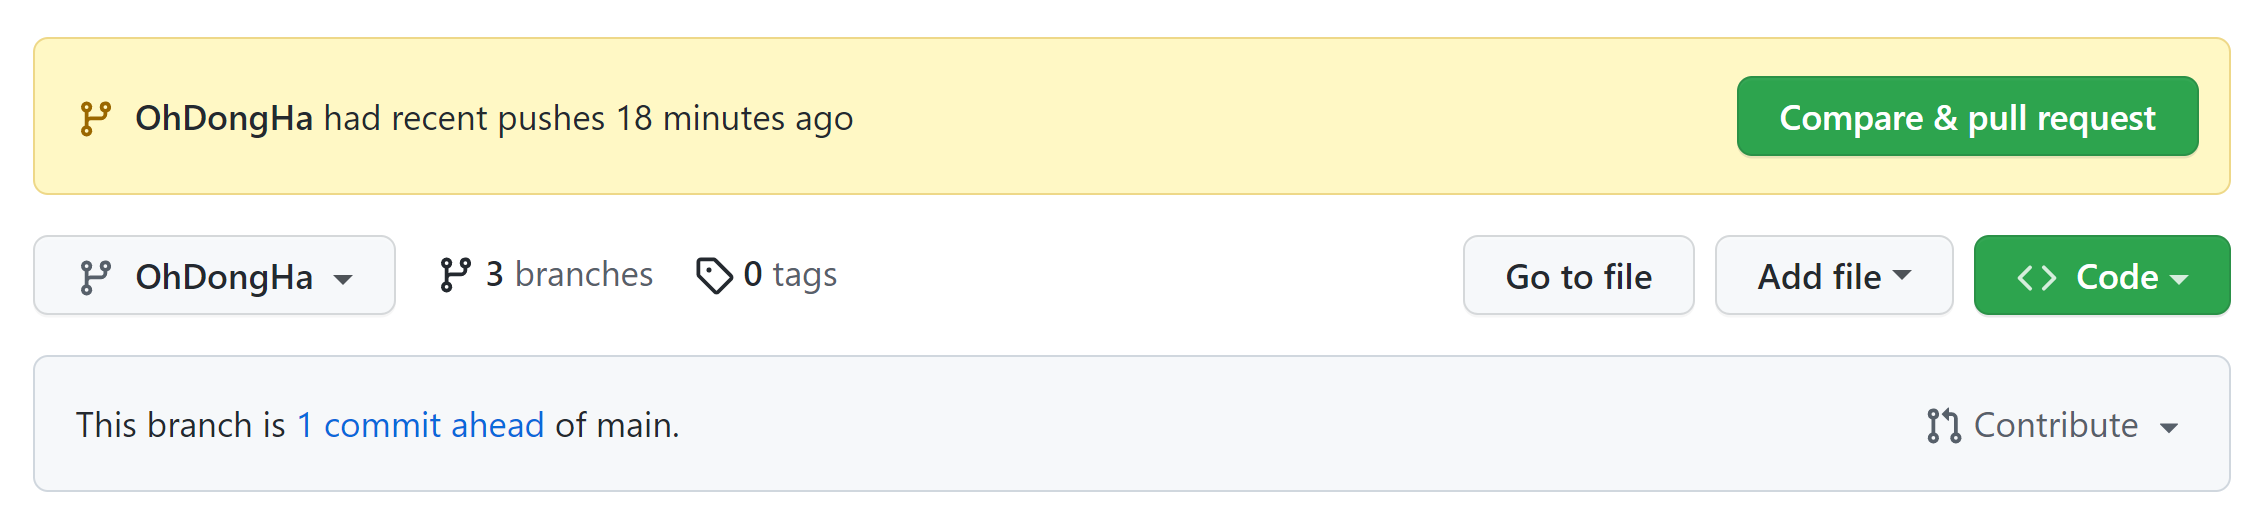 OhDongHa had recent pushes 18 minutes ago
Compare & pull request
OhDongHa
3 branches
0 tags
Go to file
Add file
Code
This branch is 1 commit ahead of main.
Contribute